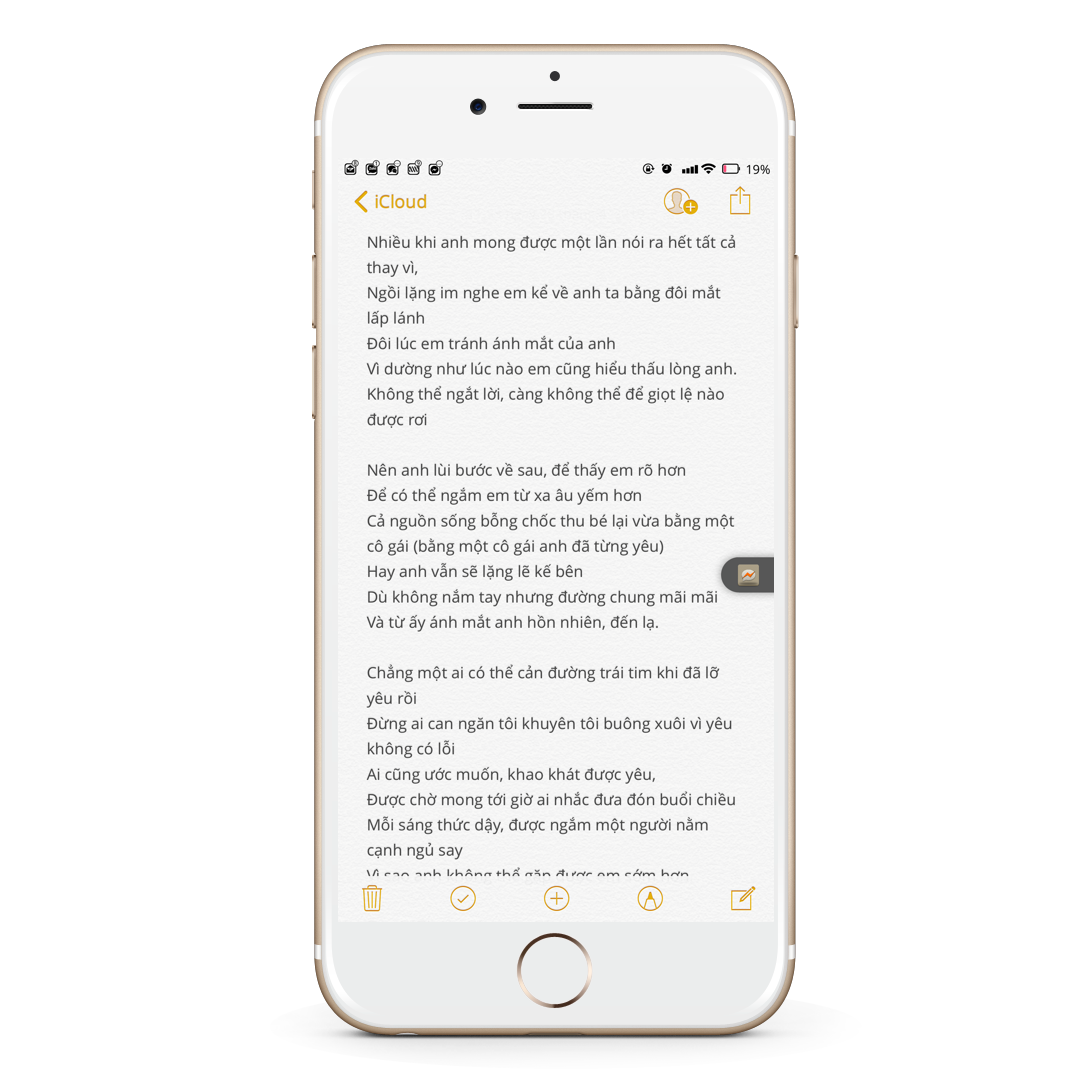 19%
iCloud
Nhiều khi anh mong được một lần nói ra hết tất cả
thay vì,
Ngồi lặng im nghe em kể về anh ta bằng đôi mắt
lấp lánh
Đôi lúc em tránh ánh mắt của anh
Vì dường như lúc nào em cũng hiểu thấu lòng anh.
Không thể ngắt lời, càng không thể để giọt lệ nào
được rơi
Nên anh lùi bước về sau, để thấy em rõ hơn
Để có thể ngắm em từ xa âu yếm hơn
Cả nguồn sống bỗng chốc thu bé lại vừa bằng một
cô gái (bằng một cô gái anh đã từng yêu)
Hay anh vẫn sẽ lặng lẽ kế bên
Dù không nắm tay nhưng đường chung mãi mãi
Và từ ấy ánh mắt anh hồn nhiên, đến lạ.
Chẳng một ai có thể cản đường trái tim khi đã lỡ
yêu rồi
Đừng ai can ngăn tôi khuyên tôi buông xuôi vì yêu
không có lỗi
Ai cũng ước muốn, khao khát được yêu,
Được chờ mong tới giờ ai nhắc đưa đón buổi chiều
Mỗi sáng thức dậy, được ngắm một người nằm
cạnh ngủ say
Vì sao anh không thể gặp được em sớm hơn